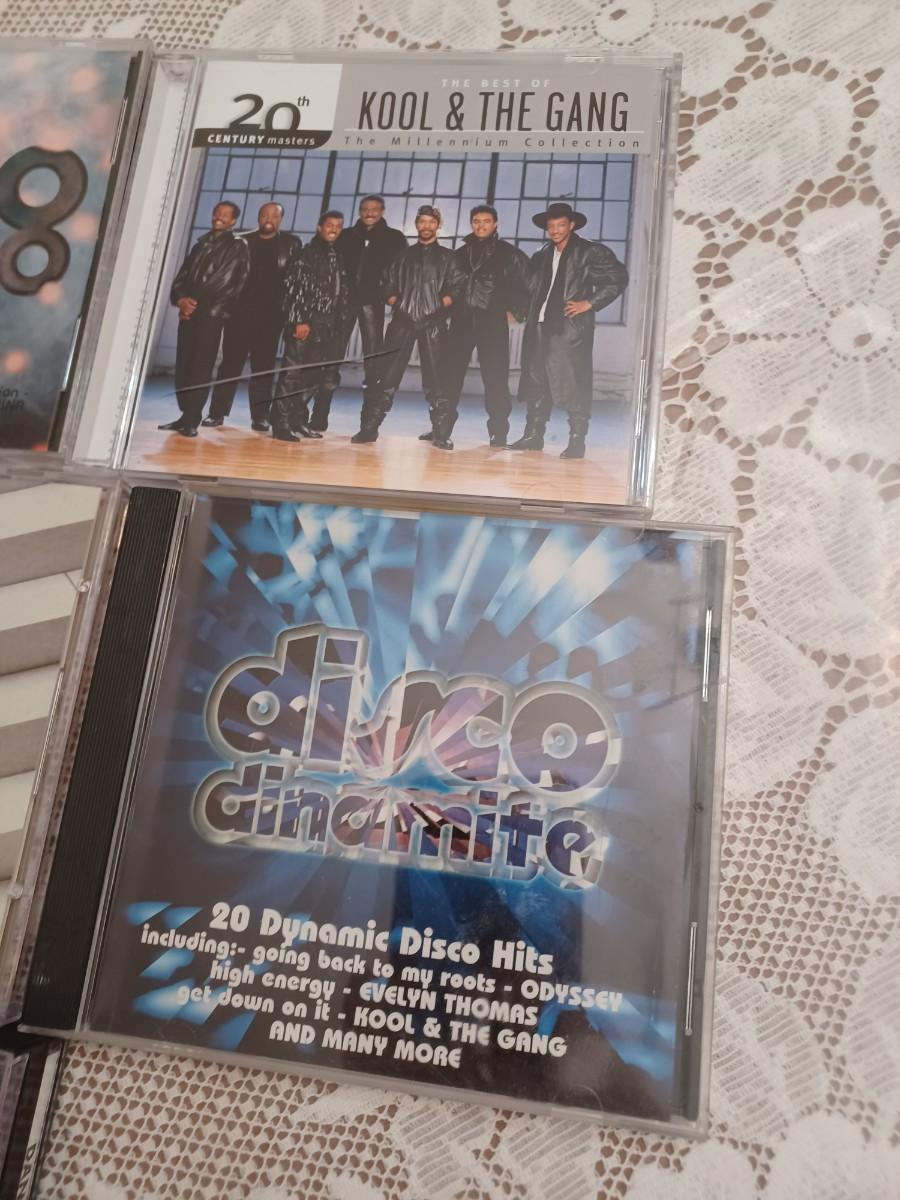 8
20th
CENTURY masters
THE BEST OF
KOOL & THE GANG
The Millennium Collection
disco
dinamite
20 Dynamic Disco Hits
including:- going back to my roots - ODYSSEY
high energy - EVELYN THOMAS
get down on it - KOOL & THE GANG
AND MANY MORE